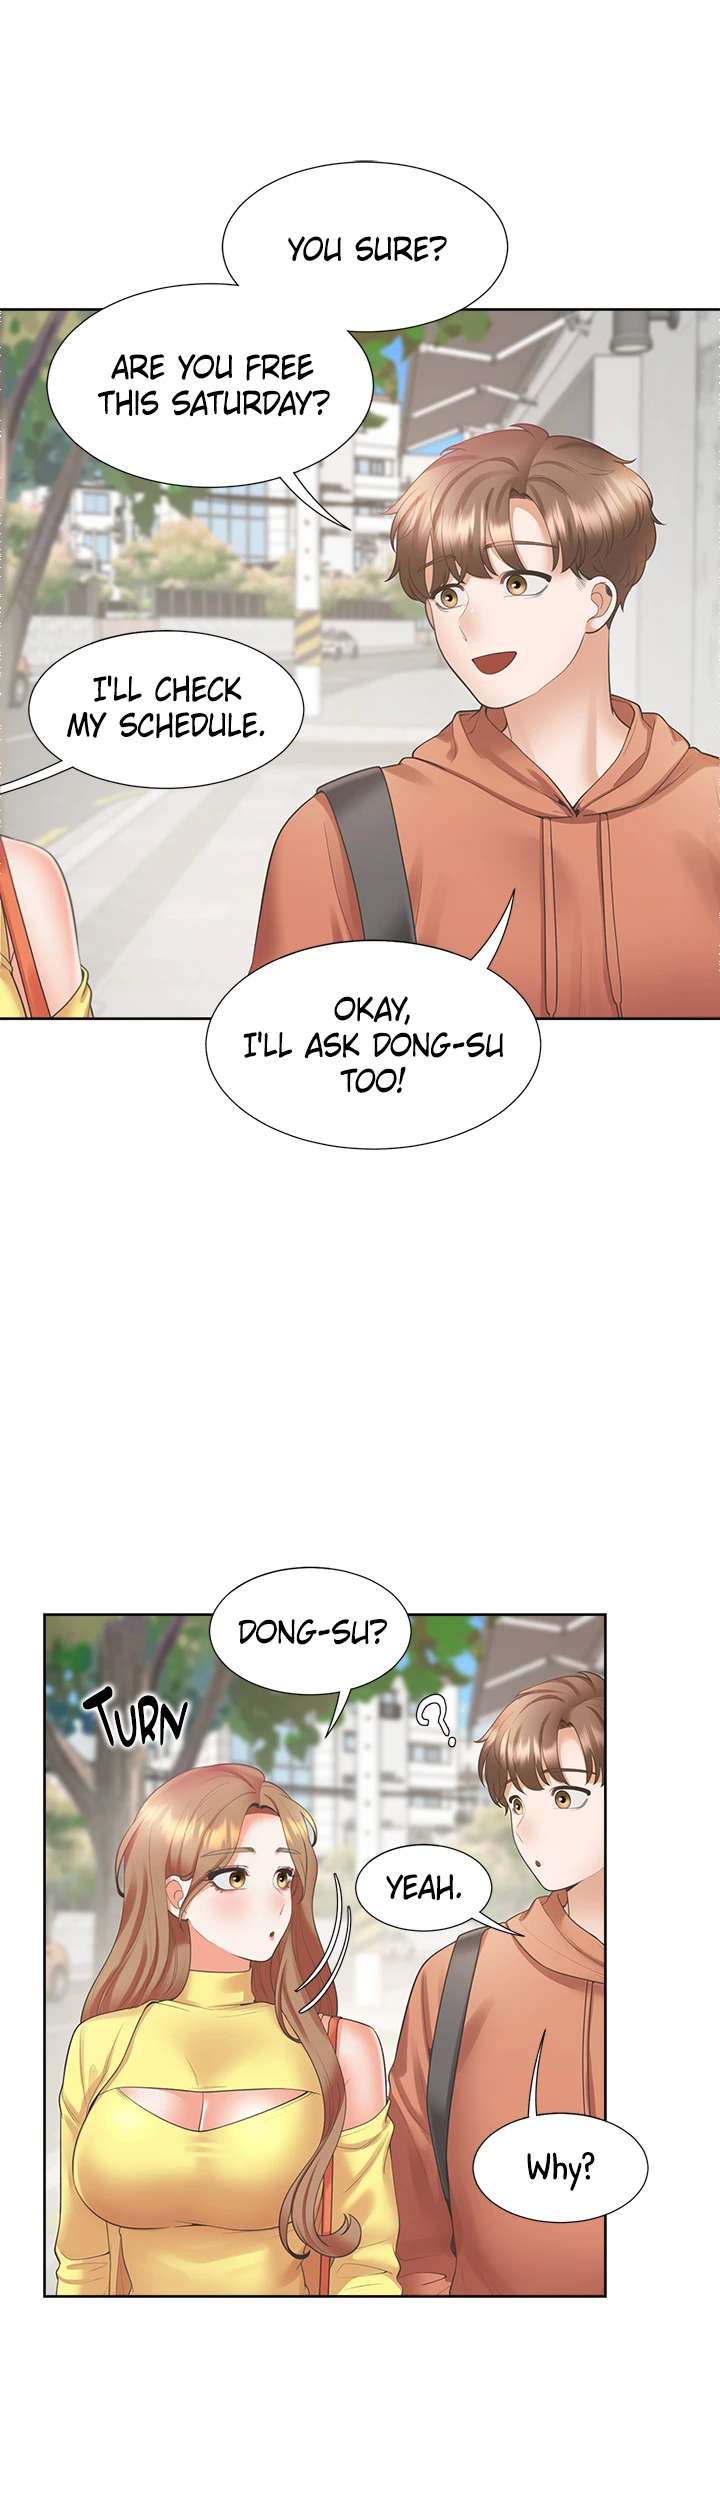 YOU SURE?
ARE YOU FREE
THIS SATURDAY?
I'LL CHECK
MY SCHEDULE.
OKAY,
I'LL ASK DONG-SU
TOO!
DONG-SU?
TURN
?
YEAH.
Why?